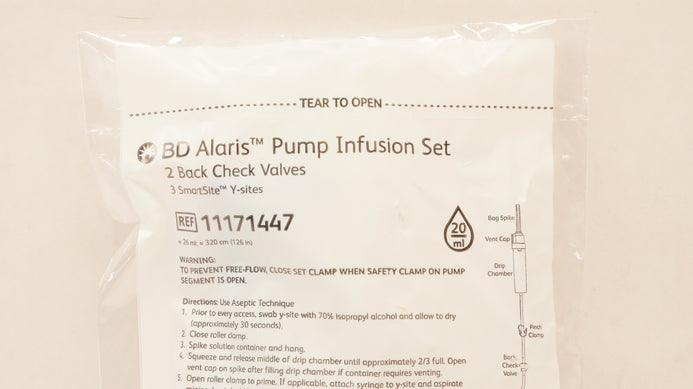 TEAR TO OPEN
BD Alaris™ Pump Infusion Set
2 Back Check Valves
3 SmartSite™ Y-sites
REF 11171447
≈ 26 ml; ≈ 320 cm (126 in)
20
ml
WARNING:
TO PREVENT FREE-FLOW, CLOSE SET CLAMP WHEN SAFETY CLAMP ON PUMP
SEGMENT IS OPEN.
Directions: Use Aseptic Technique
1. Prior to every access, swab y-site with 70% isopropyl alcohol and allow to dry
(approximately 30 seconds).
2. Close roller clamp.
3. Spike solution container and hang.
4. Squeeze and release middle of drip chamber until approximately 2/3 full. Open
vent cap on spike after filling drip chamber if container requires venting.
5. Open roller clamp to prime. If applicable, attach syringe to y-site and aspirate
Bag Spike
Vent Cap
Drip
Chamber
Pinch
Clamp
Back
Check
Valve